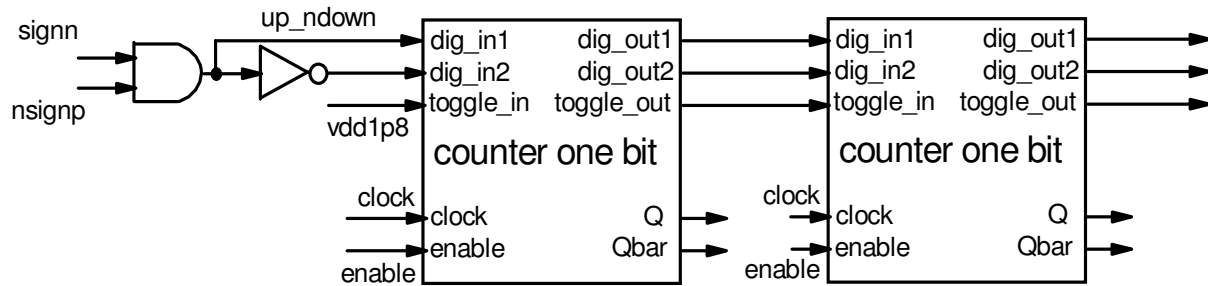 up_ndown
signn
nsignp
vdd1p8
dig_in1
dig_out1
dig_in2
dig_out2
toggle_in
toggle_out
counter one bit
clock
clock
Q
enable
enable
Qbar
dig_in1
dig_out1
dig_in2
dig_out2
toggle_in
toggle_out
counter one bit
clock
clock
Q
enable
enable
Qbar